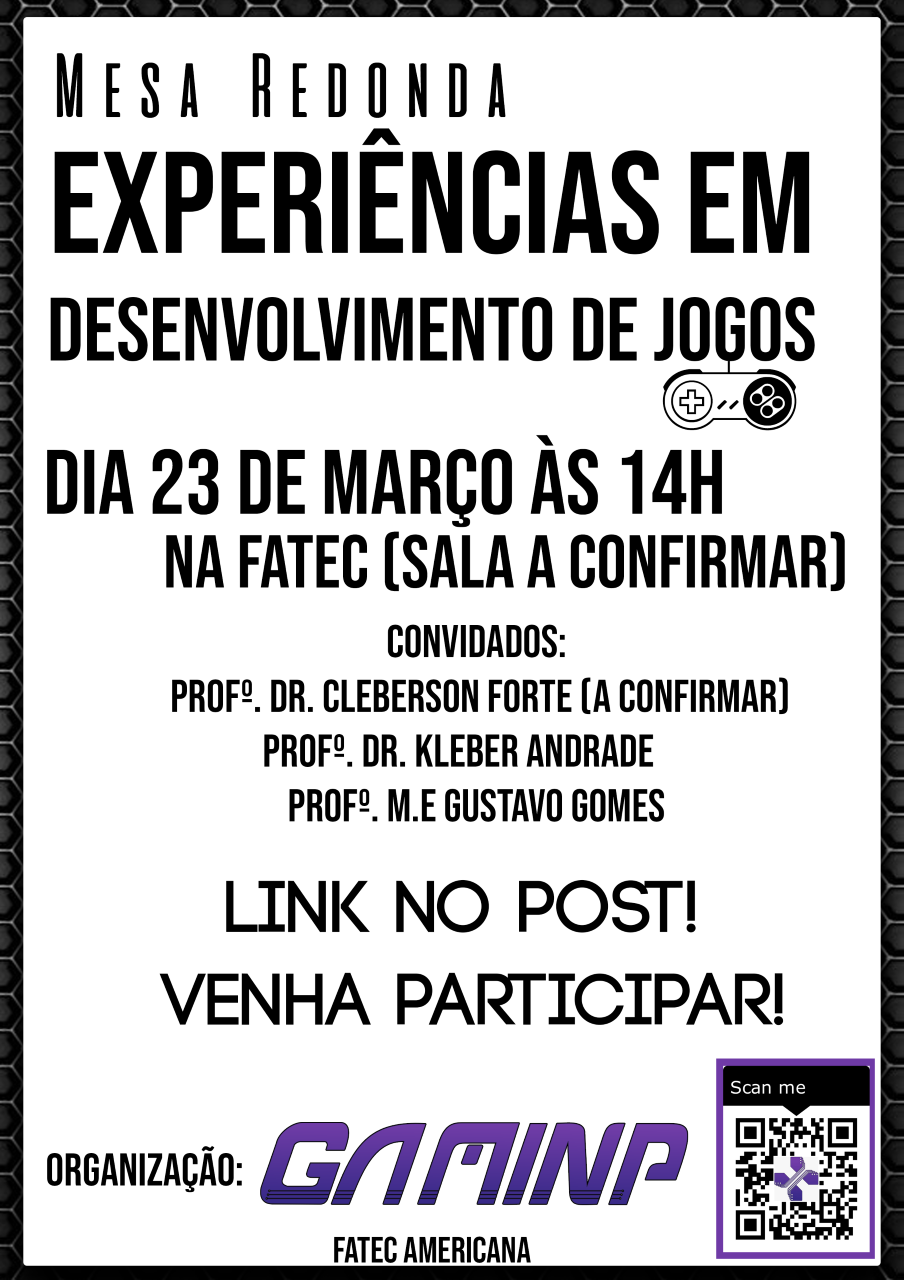 Mesa Redonda
EXPERIÊNCIAS EM
DESENVOLVIMENTO DE JOGOS
DIA 23 DE MARÇO ÀS 14H
NA FATEC (SALA A CONFIRMAR)
CONVIDADOS:
PROFº. DR. CLEBERSON FORTE (A CONFIRMAR)
PROFº. DR. KLEBER ANDRADE
PROFº. M.E GUSTAVO GOMES
LINK NO POST!
VENHA PARTICIPAR!
Scan me
ORGANIZAÇÃO: GAMINP
FATEC AMERICANA